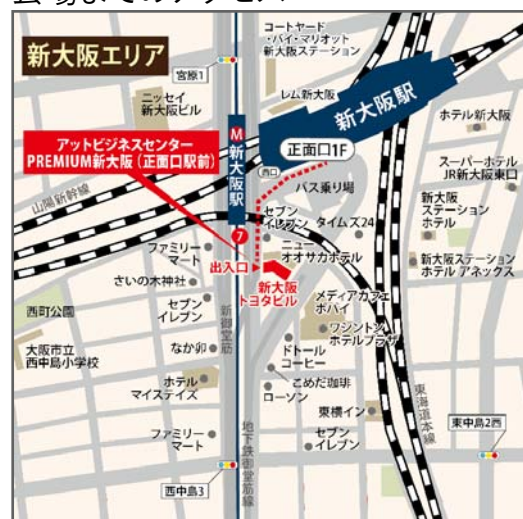 会場までのアクセス
新大阪エリア
コートヤード
・バイ・マリオット
新大阪ステーション
宮原1
ニッセイ
新大阪ビル
レム新大阪
新大阪駅
ホテル新大阪
アットビジネスセンター
PREMIUM新大阪（正面口駅前）
M
新大阪駅
正面口1F
西口
スーパーホテル
JR新大阪東口
山陽新幹線
バス乗り場
新大阪
ステーション
ホテル
セブン
イレブン
タイムズ24
7
ファミリー
マート
ニュー
オオサカホテル
出入口
新大阪ステーション
ホテル アネックス
さいの木神社
新大阪
トヨタビル
西町公園
セブン
イレブン
新御堂筋
メディアカフェ
ポパイ
ワシントン
ホテルプラザ
大阪市立
西中島小学校
なか卯
ドトール
コーヒー
ホテル
マイステイズ
こめだ珈琲
ローソン
東海道本線
東横イン
東中島2西
ファミリー
マート
地下鉄御堂筋線
セブン
イレブン
西中島3